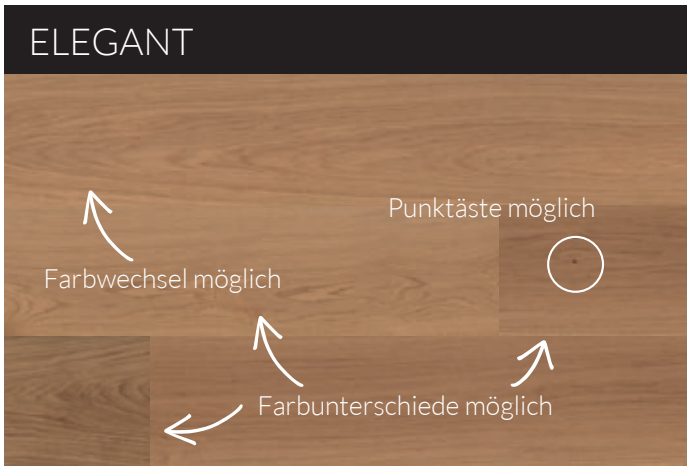 ELEGANT
Punktäste möglich
Farbwechsel möglich
Farbunterschiede möglich